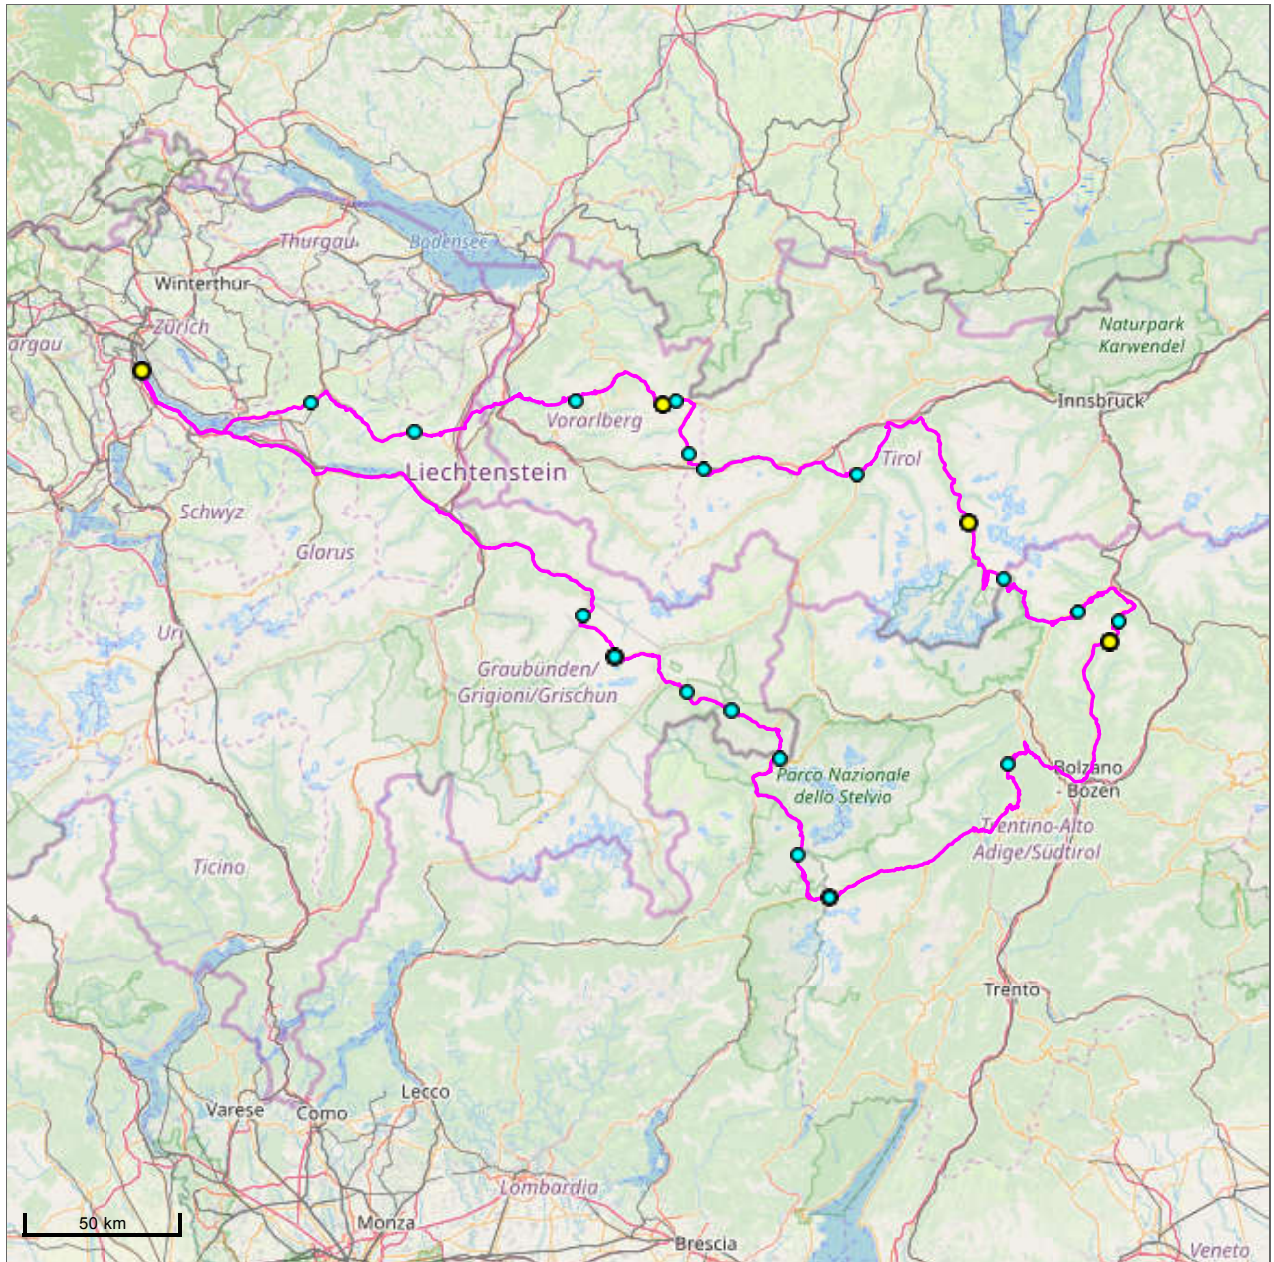 Thurgau
Bodensee
Winterthur
Zürich
argau
Naturpark
Karwendel
Innsbruck
Vorarlberg
Tirol
Liechtenstein
Schwyz
Glarus
Uri
Graubünden/
Grigioni/Grischun
Parco Nazionale
dello Stelvio
Bolzano
- Bozen
Trentino-Alto
Adige/Südtirol
Ticino
Trento
Lecco
Varese
Como
Lombardia
50 km
Monza
Brescia
Veneto